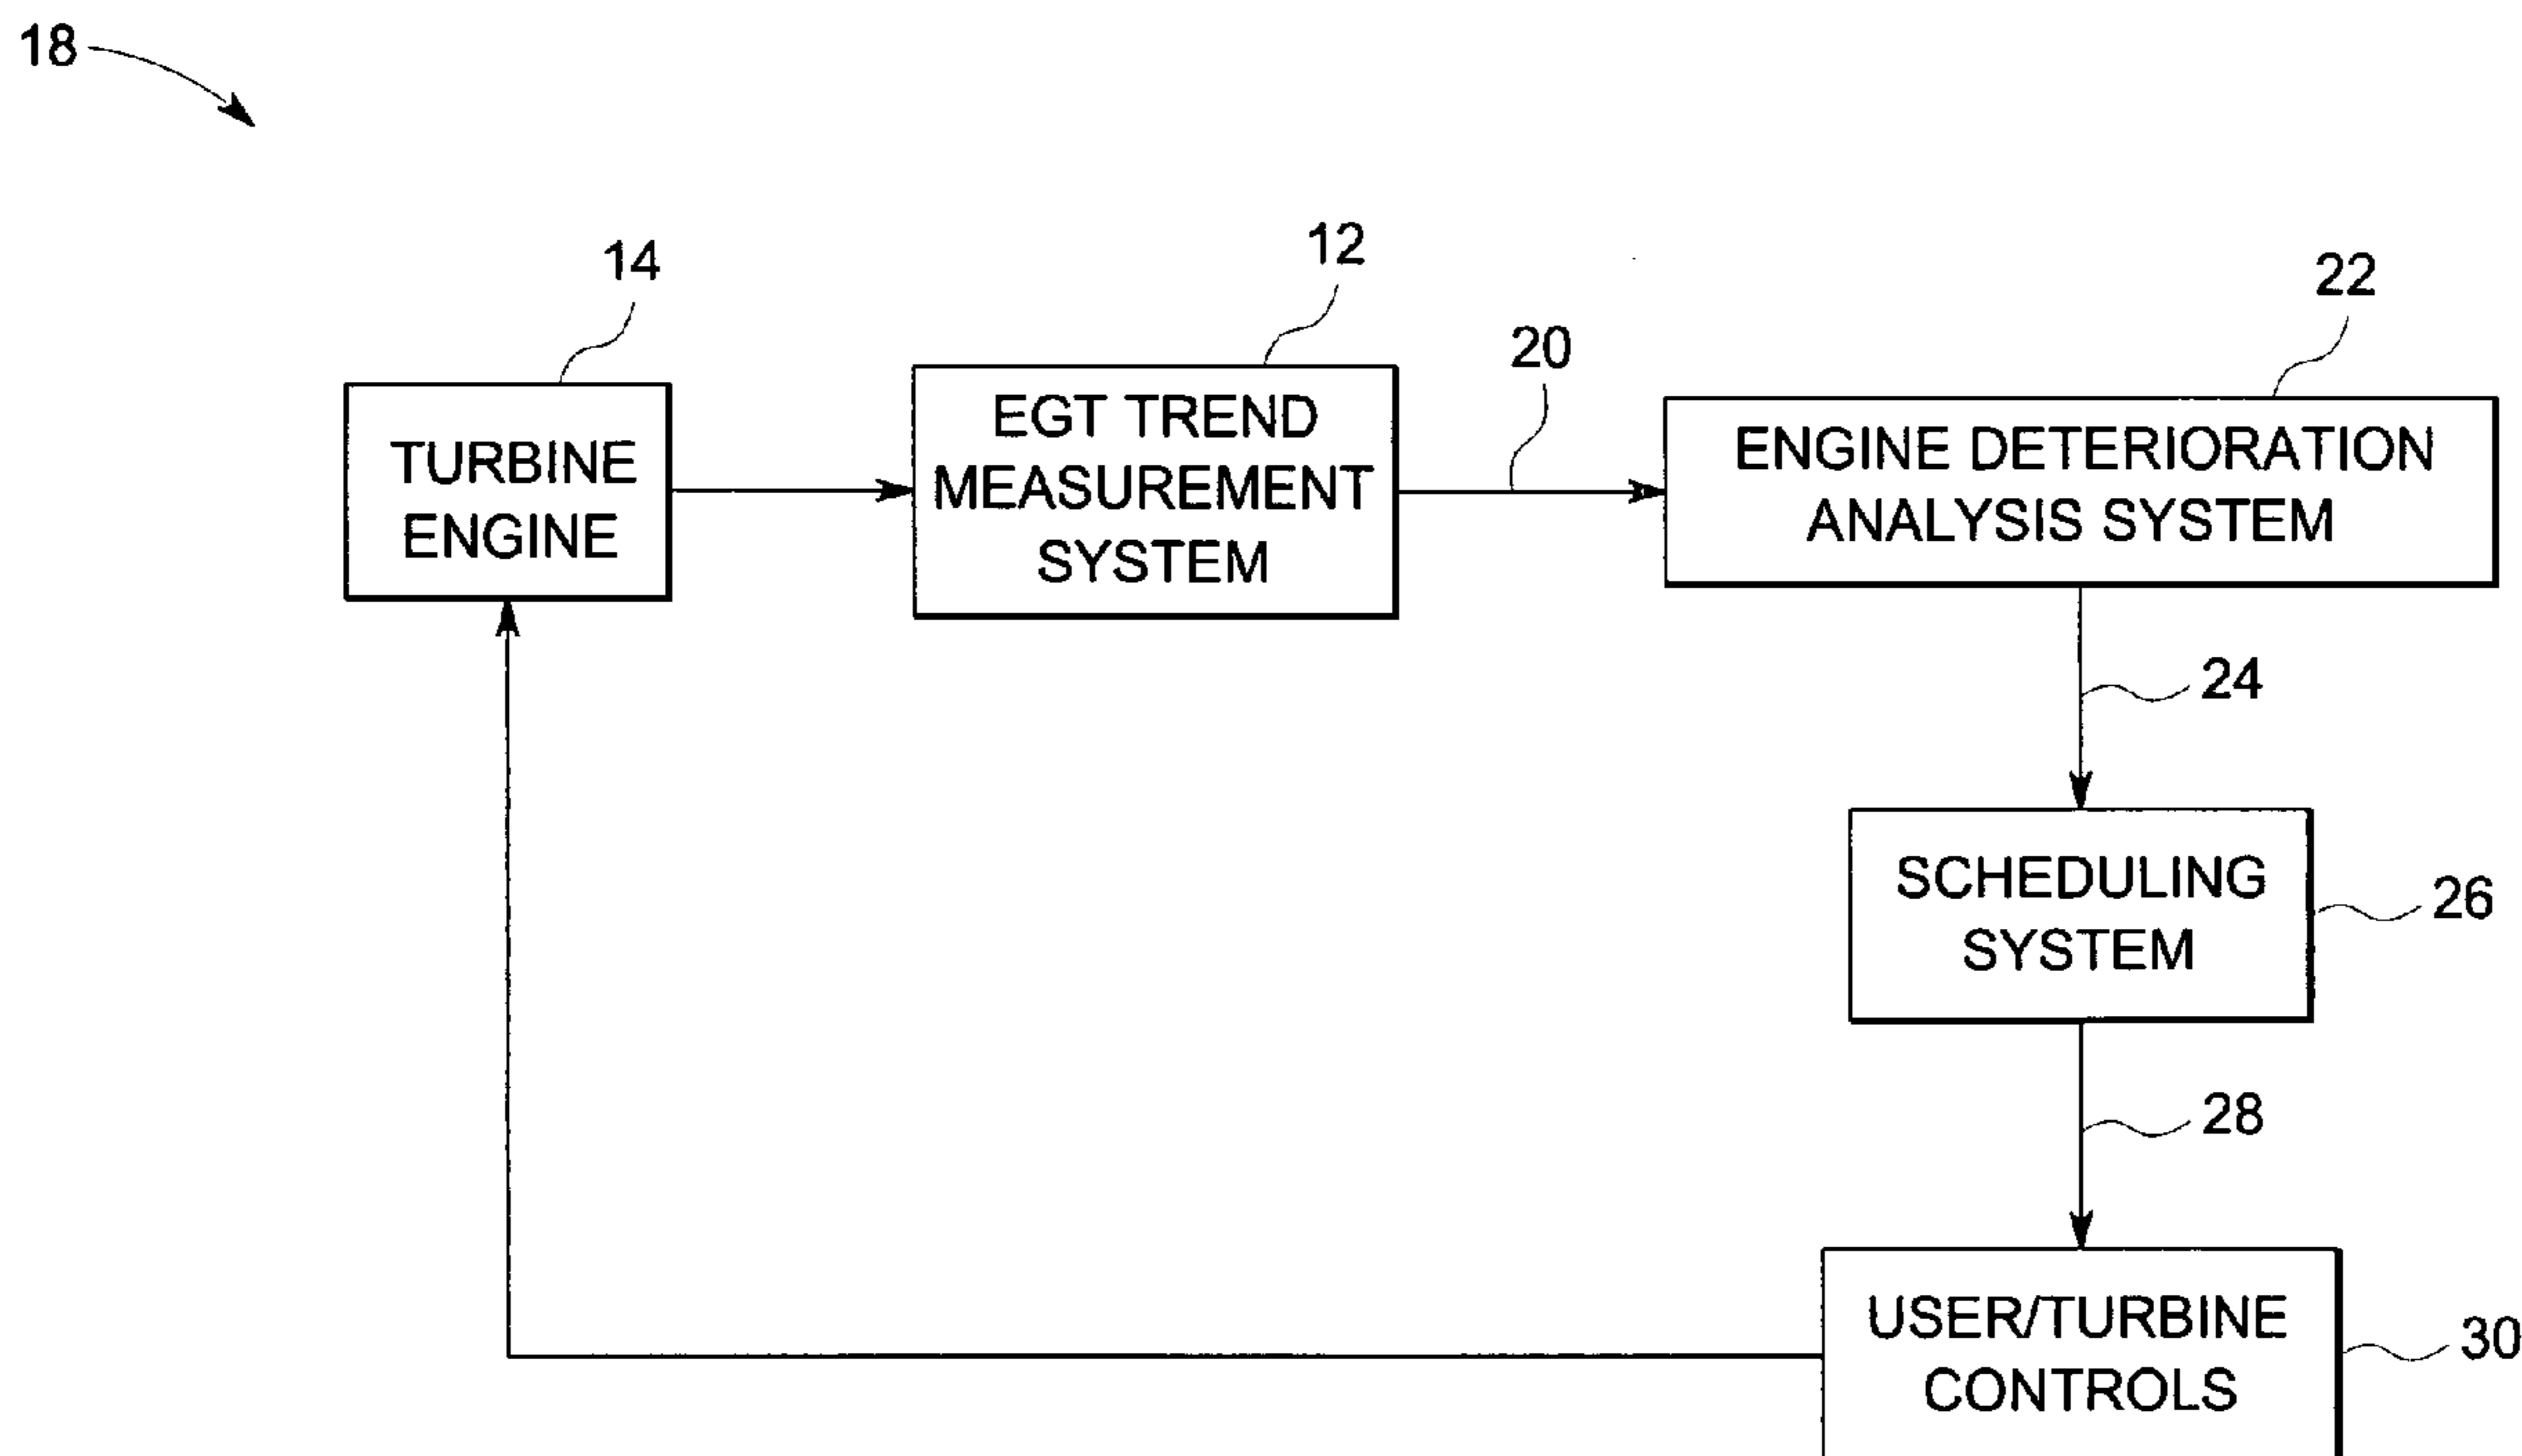 18
14
12
20
22
TURBINE
ENGINE
EGT TREND
MEASUREMENT
SYSTEM
ENGINE DETERIORATION
ANALYSIS SYSTEM
24
SCHEDULING
SYSTEM
26
28
USER/TURBINE
CONTROLS
30